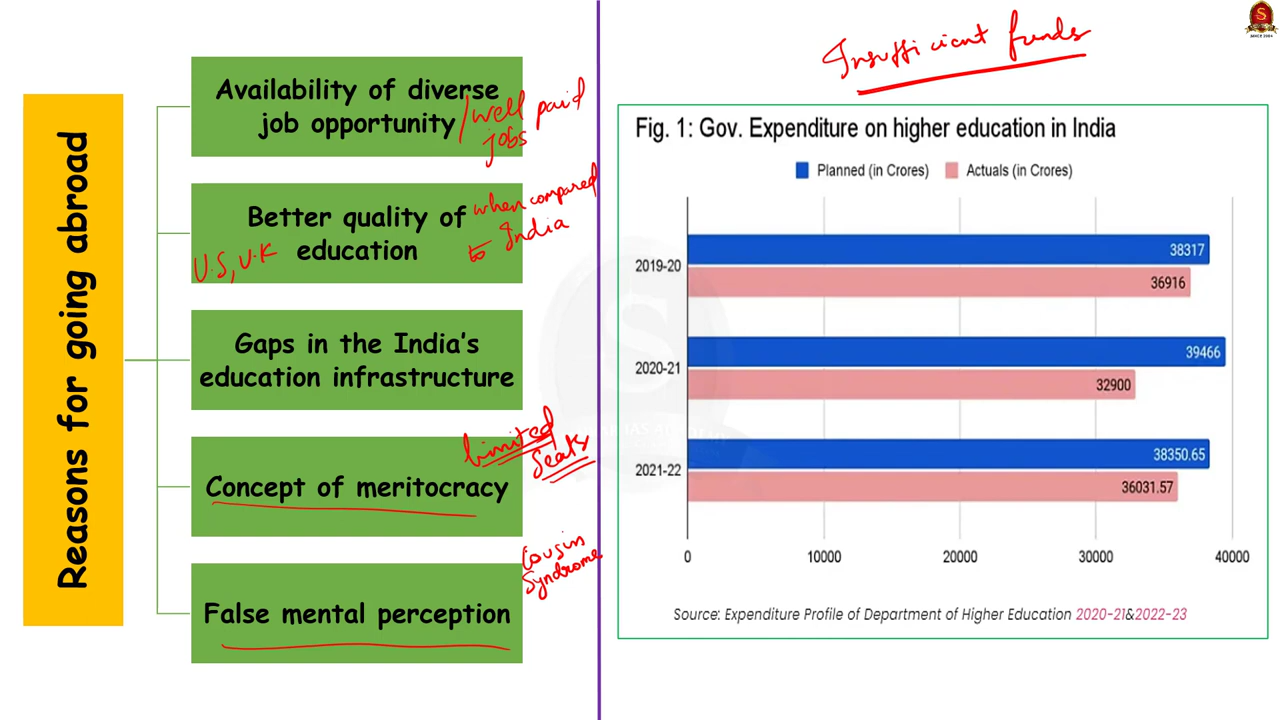 Reasons for going abroad
Availability of diverse
job opportunity / well paid
jobs
Better quality of when compared
education to India
U.S, U.K
Gaps in the India's
education infrastructure
Limited
Seats
Concept of meritocracy
Cousin
Syndrome
False mental perception
Insufficient funds
S
SINCE 2004
Fig. 1: Gov. Expenditure on higher education in India
Planned (in Crores) Actuals (in Crores)
2019-20
38317
36916
2020-21
39466
32900
2021-22
38350.65
36031.57
0 10000 20000 30000 40000
Source: Expenditure Profile of Department of Higher Education 2020-21&2022-23